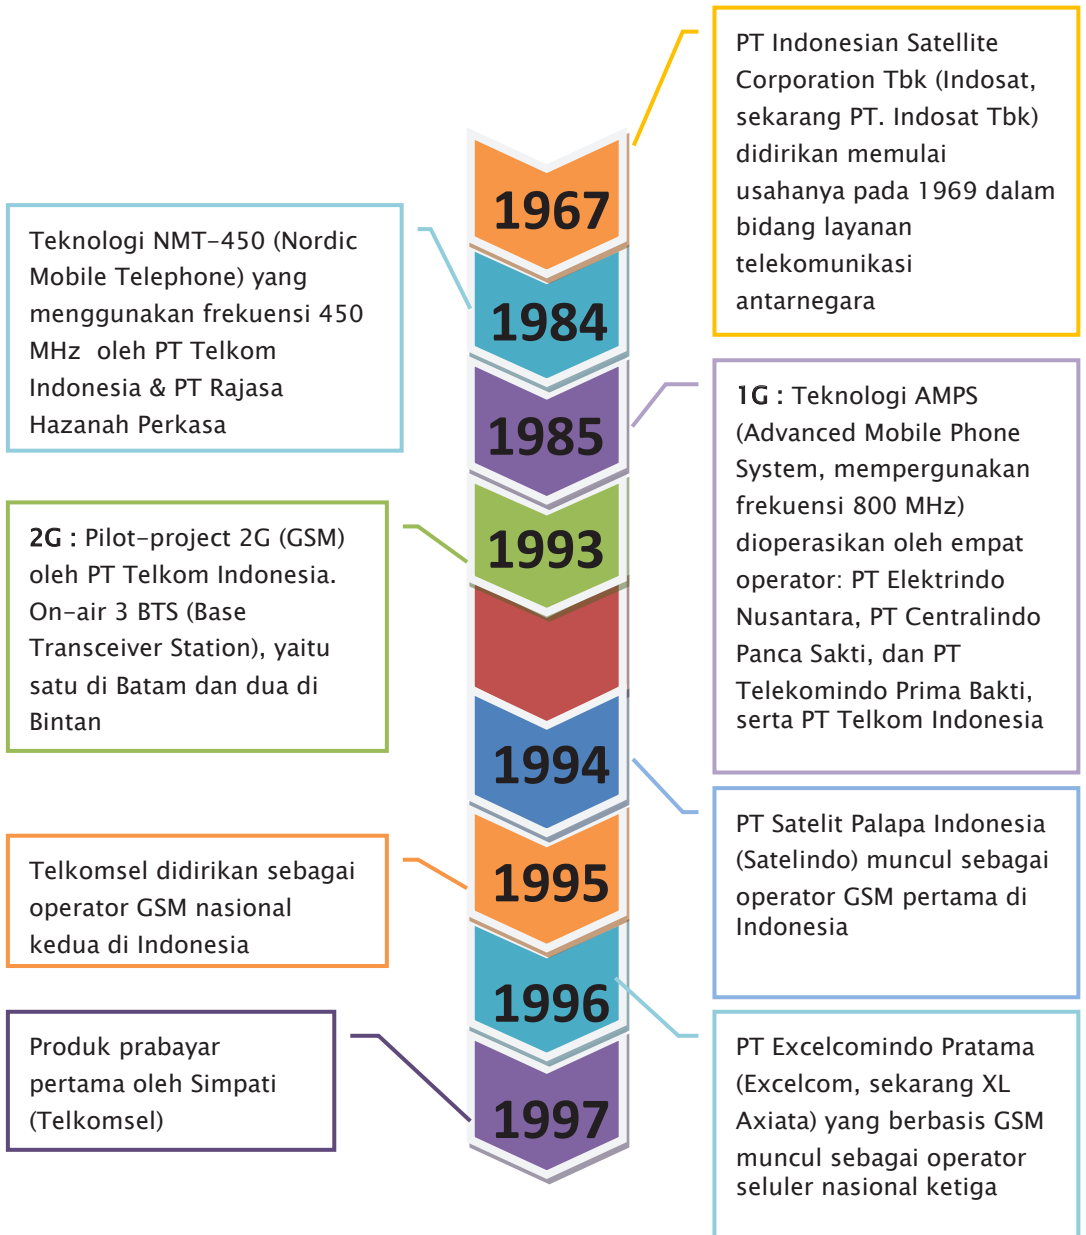 PT Indonesian Satellite
Corporation Tbk (Indosat,
sekarang PT. Indosat Tbk)
didirikan memulai
usahanya pada 1969 dalam
bidang layanan
telekomunikasi
antarnegara
1967
Teknologi NMT-450 (Nordic
Mobile Telephone) yang
menggunakan frekuensi 450
MHz oleh PT Telkom
Indonesia & PT Rajasa
Hazanah Perkasa
1984
1985
1G : Teknologi AMPS
(Advanced Mobile Phone
System, mempergunakan
frekuensi 800 MHz)
dioperasikan oleh empat
operator: PT Elektrindo
Nusantara, PT Centralindo
Panca Sakti, dan PT
Telekomindo Prima Bakti,
serta PT Telkom Indonesia
2G : Pilot-project 2G (GSM)
oleh PT Telkom Indonesia.
On-air 3 BTS (Base
Transceiver Station), yaitu
satu di Batam dan dua di
Bintan
1993
1994
PT Satelit Palapa Indonesia
(Satelindo) muncul sebagai
operator GSM pertama di
Indonesia
Telkomsel didirikan sebagai
operator GSM nasional
kedua di Indonesia
1995
1996
PT Excelcomindo Pratama
(Excelcom, sekarang XL
Axiata) yang berbasis GSM
muncul sebagai operator
seluler nasional ketiga
Produk prabayar
pertama oleh Simpati
(Telkomsel)
1997